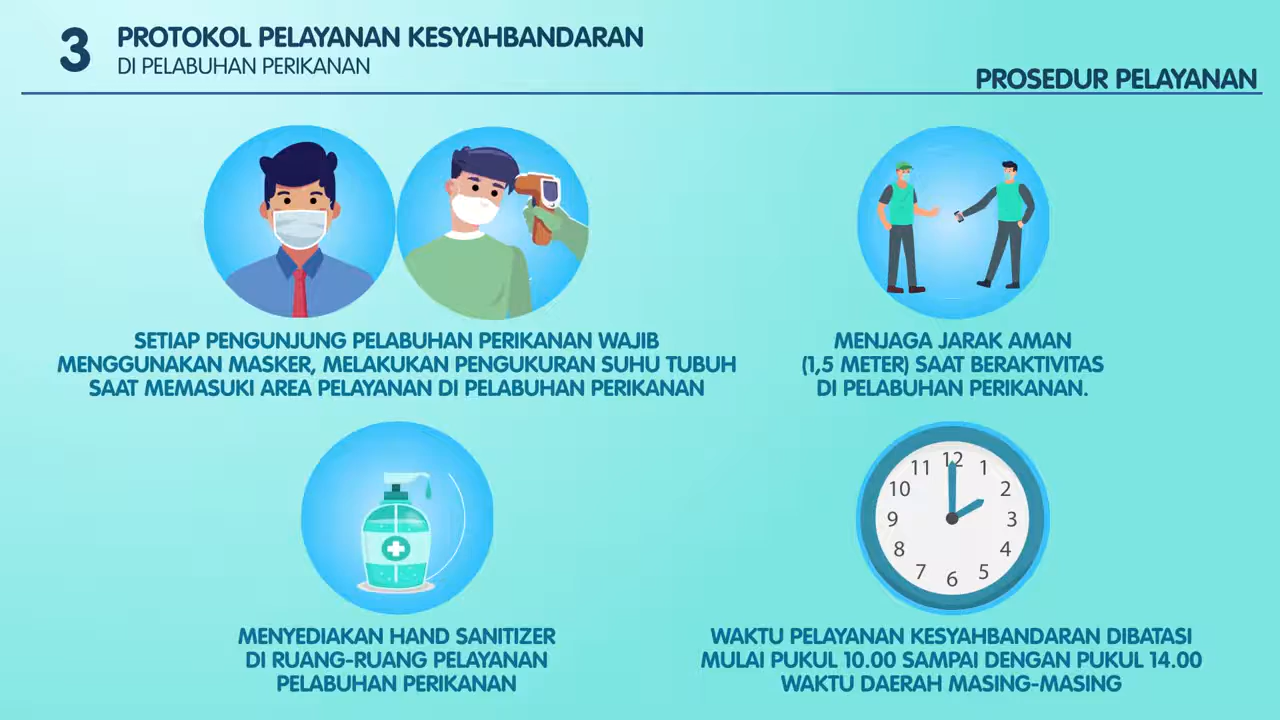 3
PROTOKOL PELAYANAN KESYAHBANDARAN
DI PELABUHAN PERIKANAN
PROSEDUR PELAYANAN
SETIAP PENGUNJUNG PELABUHAN PERIKANAN WAJIB
MENGGUNAKAN MASKER, MELAKUKAN PENGUKURAN SUHU TUBUH
SAAT MEMASUKI AREA PELAYANAN DI PELABUHAN PERIKANAN
MENJAGA JARAK AMAN
(1,5 METER) SAAT BERAKTIVITAS
DI PELABUHAN PERIKANAN.
MENYEDIAKAN HAND SANITIZER
DI RUANG-RUANG PELAYANAN
PELABUHAN PERIKANAN
12
1
2
3
4
5
6
7
8
9
10
11
WAKTU PELAYANAN KESYAHBANDARAN DIBATASI
MULAI PUKUL 10.00 SAMPAI DENGAN PUKUL 14.00
WAKTU DAERAH MASING-MASING